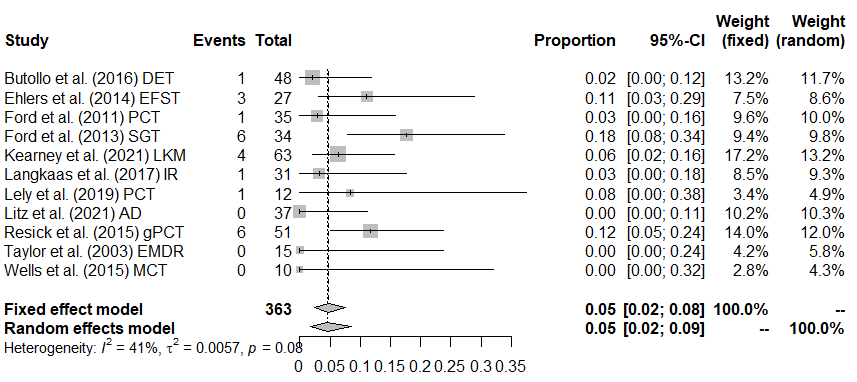 Study Events Total Proportion 95%-CI Weight (fixed) Weight (random)
Butollo et al. (2016) DET 1 48 0.02 [0.00; 0.12] 13.2% 11.7%
Ehlers et al. (2014) EFST 3 27 0.11 [0.03; 0.29] 7.5% 8.6%
Ford et al. (2011) PCT 1 35 0.03 [0.00; 0.16] 9.6% 10.0%
Ford et al. (2013) SGT 6 34 0.18 [0.08; 0.34] 9.4% 9.8%
Kearney et al. (2021) LKM 4 63 0.06 [0.02; 0.16] 17.2% 13.2%
Langkaas et al. (2017) IR 1 31 0.03 [0.00; 0.18] 8.5% 9.3%
Lely et al. (2019) PCT 1 12 0.08 [0.00; 0.38] 3.4% 4.9%
Litz et al. (2021) AD 0 37 0.00 [0.00; 0.11] 10.2% 10.3%
Resick et al. (2015) gPCT 6 51 0.12 [0.05; 0.24] 14.0% 12.0%
Taylor et al. (2003) EMDR 0 15 0.00 [0.00; 0.24] 4.2% 5.8%
Wells et al. (2015) MCT 0 10 0.00 [0.00; 0.32] 2.8% 4.3%
Fixed effect model 363 0.05 [0.02; 0.08] 100.0% --
Random effects model 0.05 [0.02; 0.09] -- 100.0%
Heterogeneity: I² = 41%, τ² = 0.0057, p = 0.08
0 0.05 0.1 0.15 0.2 0.25 0.3 0.35